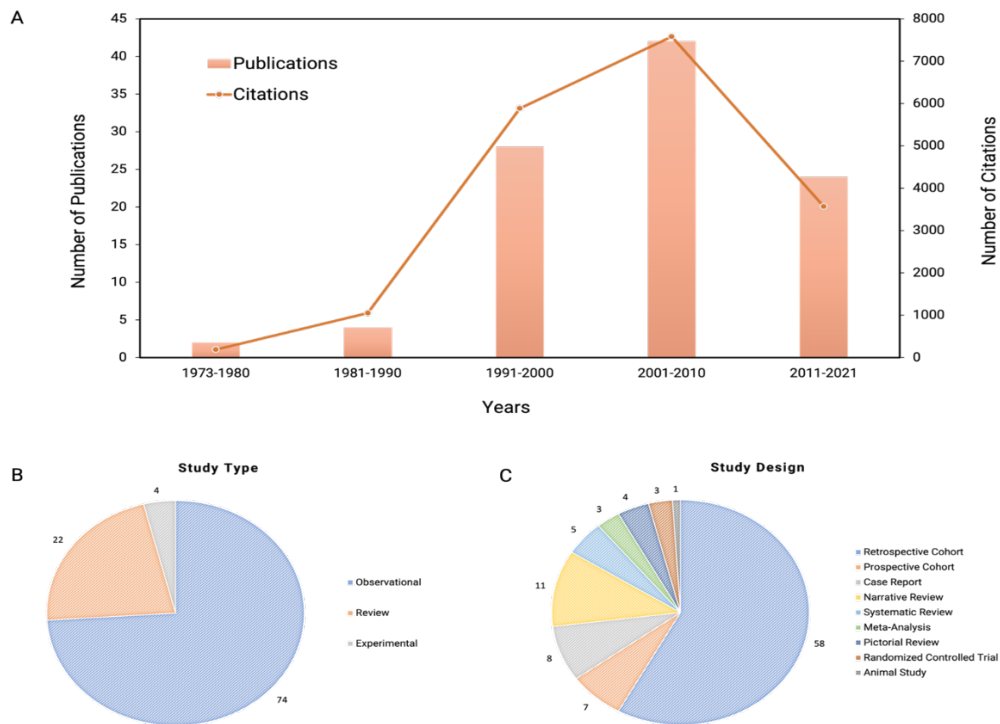 A
45
40
35
30
25
20
15
10
5
0
Number of Publications
Publications
Citations
8000
7000
6000
5000
4000
3000
2000
1000
0
Number of Citations
1973-1980 1981-1990 1991-2000 2001-2010 2011-2021
Years
B
Study Type
4
22
74
Observational
Review
Experimental
C
Study Design
1
3
4
3
5
11
8
7
58
Retrospective Cohort
Prospective Cohort
Case Report
Narrative Review
Systematic Review
Meta-Analysis
Pictorial Review
Randomized Controlled Trial
Animal Study